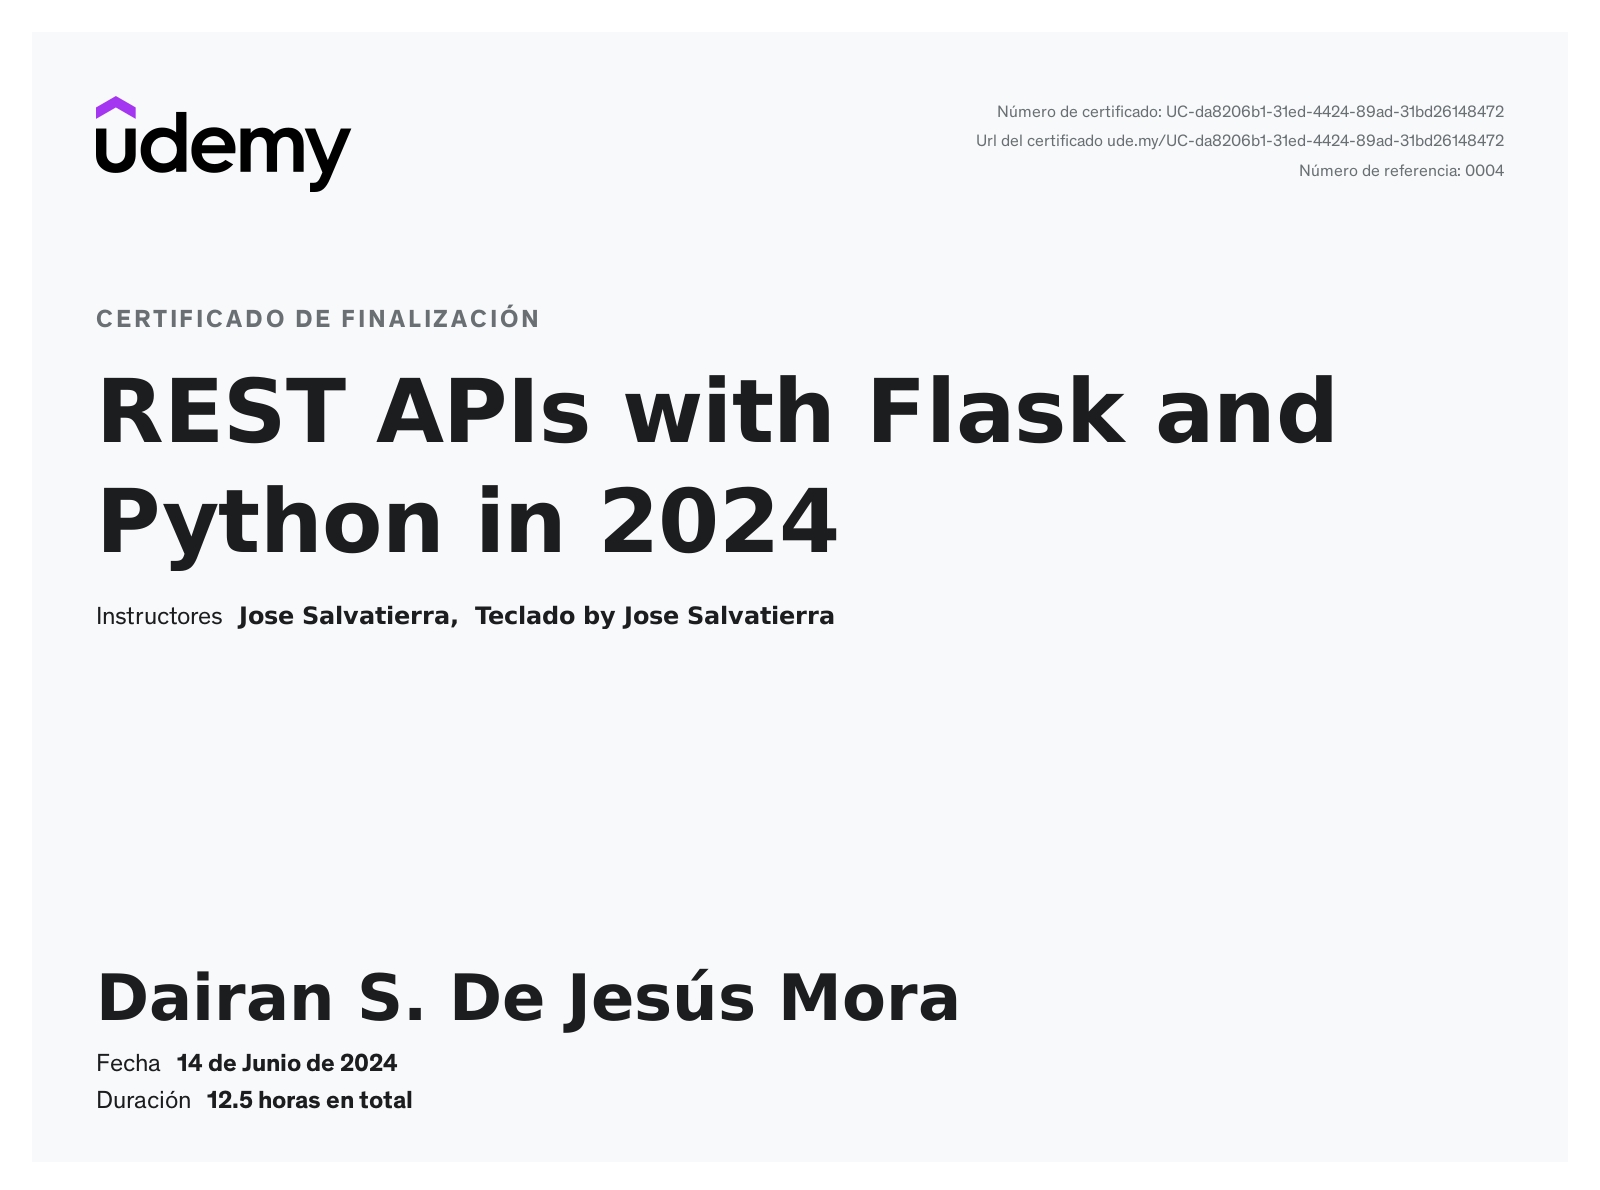 udemy
Número de certificado: UC-da8206b1-31ed-4424-89ad-31bd26148472
Url del certificado ude.my/UC-da8206b1-31ed-4424-89ad-31bd26148472
Número de referencia: 0004
CERTIFICADO DE FINALIZACIÓN
REST APIs with Flask and
Python in 2024
Instructores Jose Salvatierra, Teclado by Jose Salvatierra
Dairan S. De Jesús Mora
Fecha 14 de Junio de 2024
Duración 12.5 horas en total